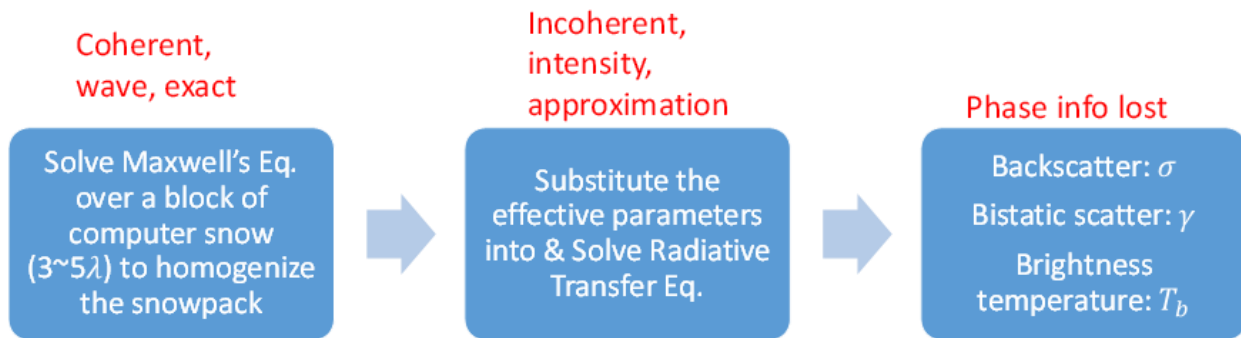 Coherent,
wave, exact
Solve Maxwell's Eq.
over a block of
computer snow
(3~5λ) to homogenize
the snowpack
Incoherent,
intensity,
approximation
Substitute the
effective parameters
into & Solve Radiative
Transfer Eq.
Phase info lost
Backscatter: σ
Bistatic scatter: γ
Brightness
temperature: T_b